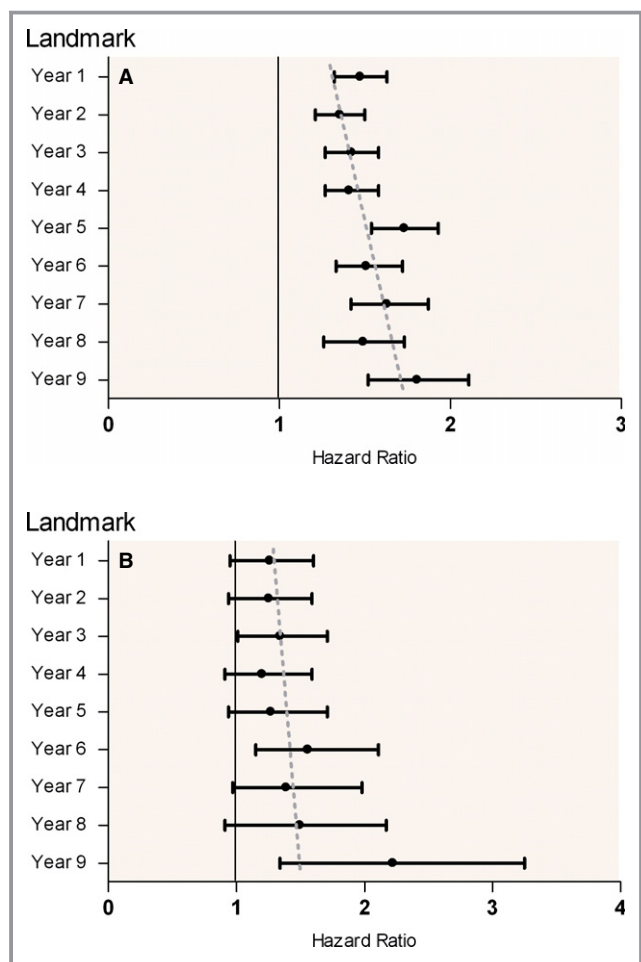 Landmark
Year 1
A
Year 2
Year 3
Year 4
Year 5
Year 6
Year 7
Year 8
Year 9
0 1 2 3
Hazard Ratio
Landmark
Year 1
B
Year 2
Year 3
Year 4
Year 5
Year 6
Year 7
Year 8
Year 9
0 1 2 3 4
Hazard Ratio